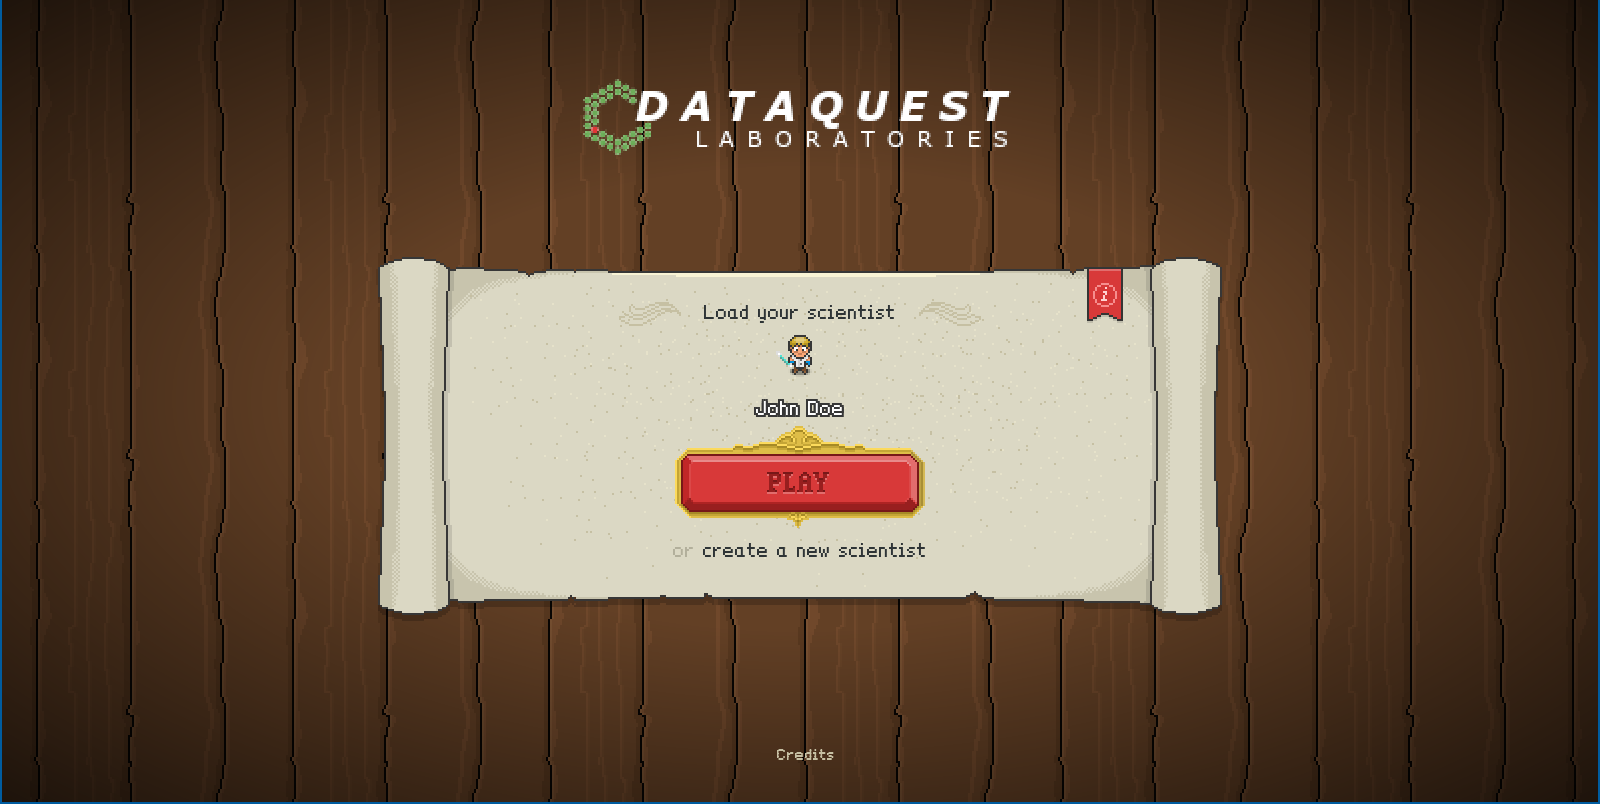 DATAQUEST
LABORATORIES
i
Load your scientist
John Doe
PLAY
or create a new scientist
Credits